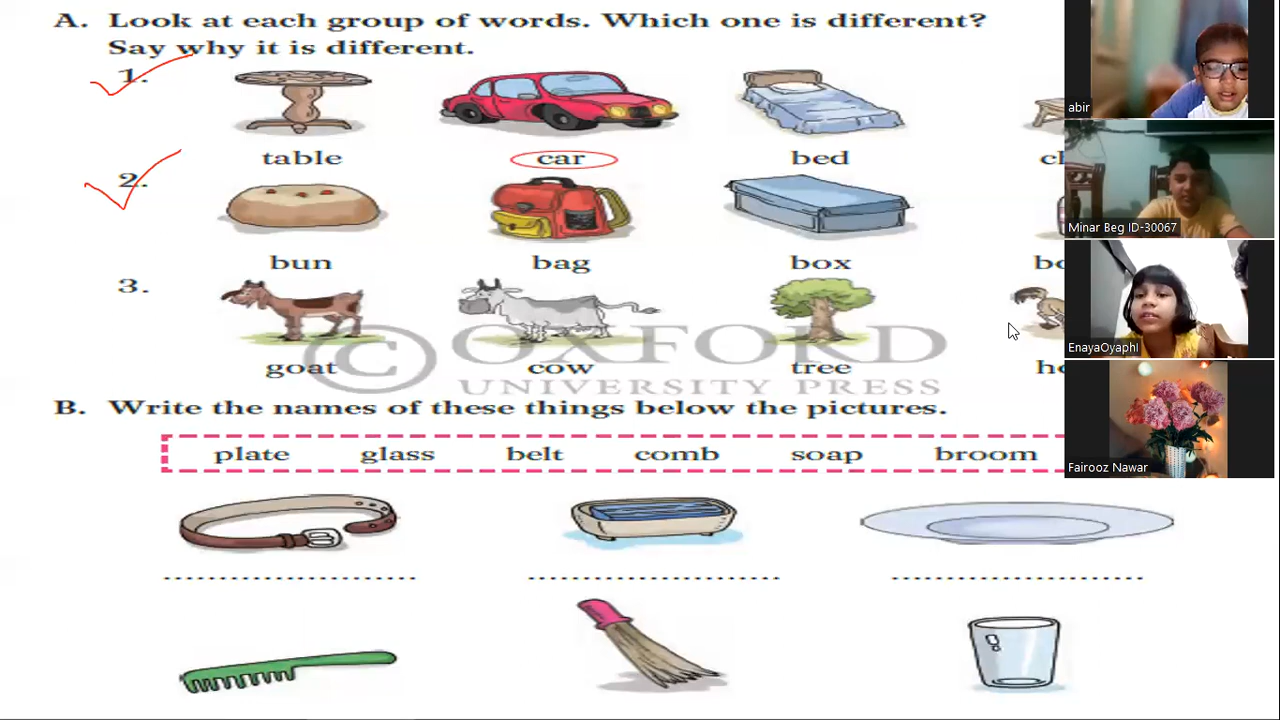 A. Look at each group of words. Which one is different?
Say why it is different.
1.
table car bed
2.
bun bag box
3.
goat cow tree
© OXFORD
UNIVERSITY PRESS
B. Write the names of these things below the pictures.
plate glass belt comb soap broom
abir
Minar Beg ID-30067
EnayaOyaphi
Fairooz Nawar